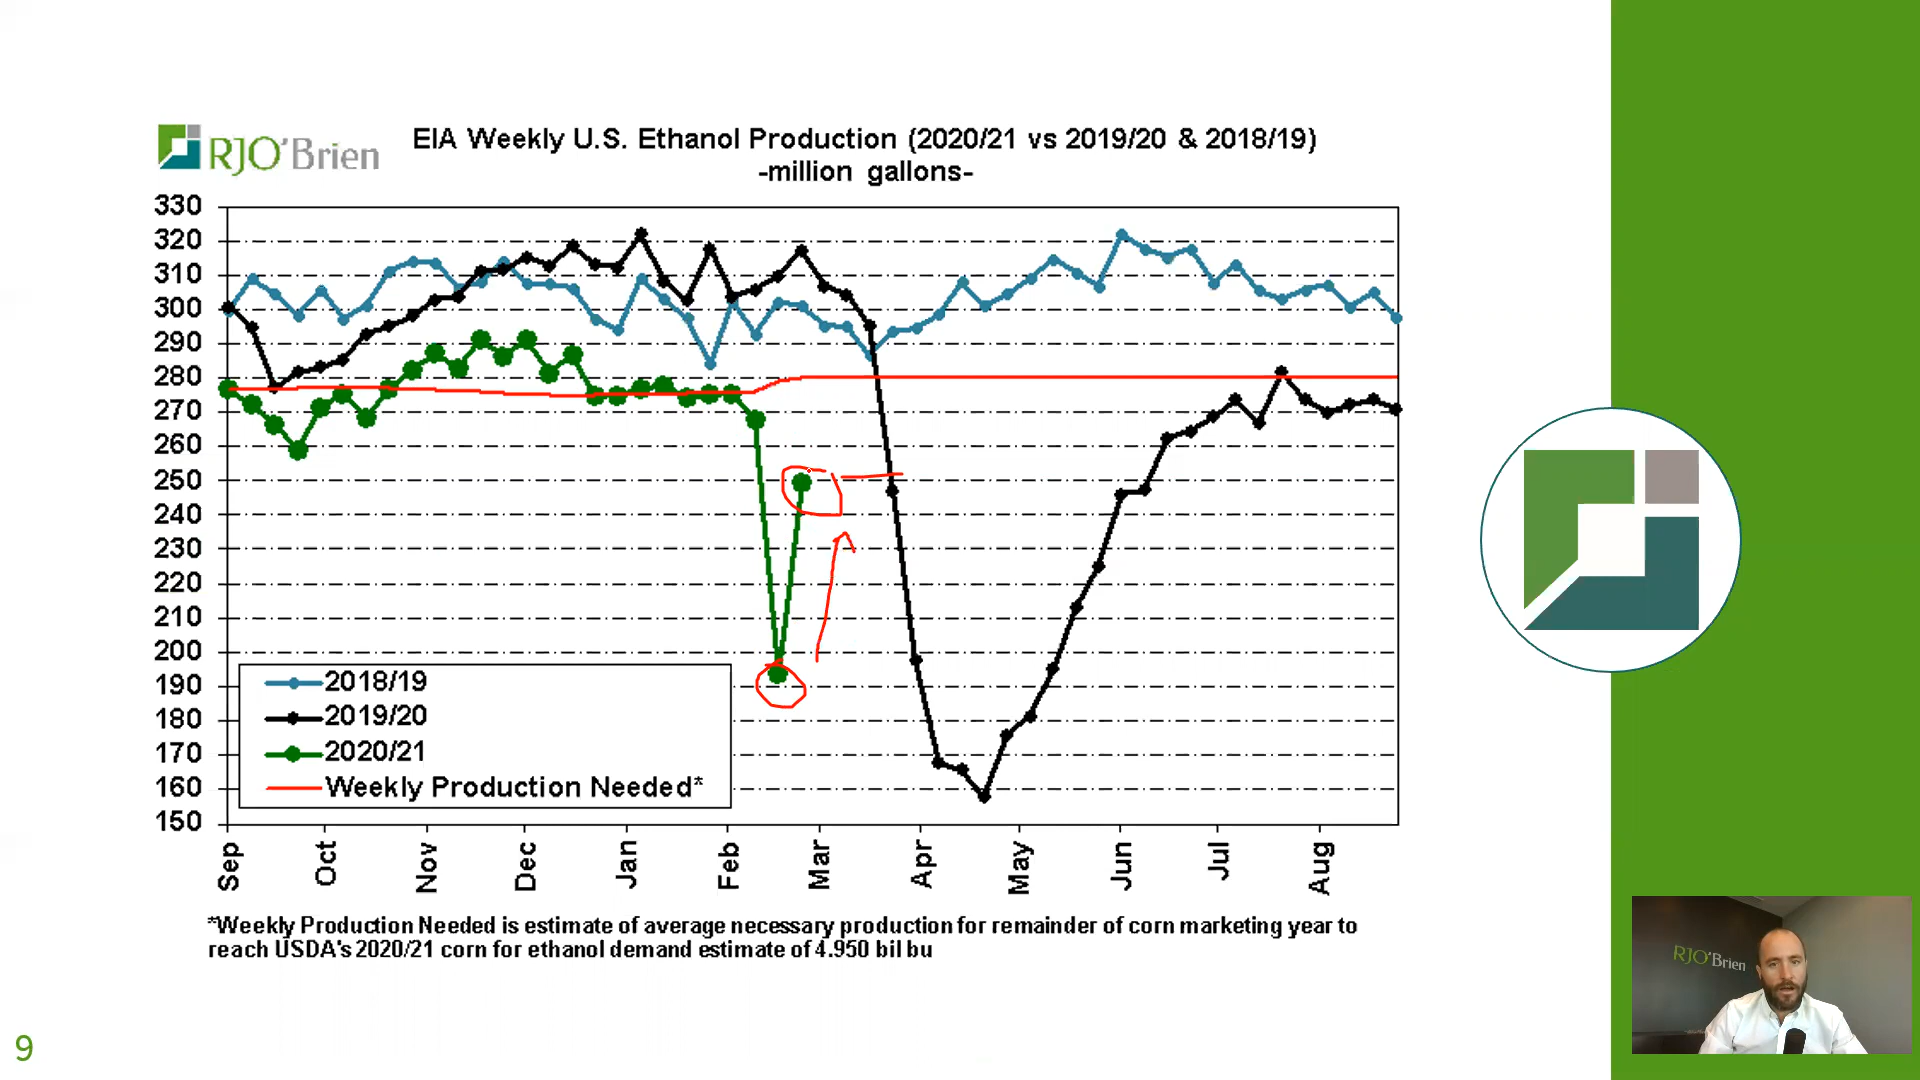 RJO'Brien
EIA Weekly U.S. Ethanol Production (2020/21 vs 2019/20 & 2018/19)
-million gallons-
330
320
310
300
290
280
270
260
250
240
230
220
210
200
190
180
170
160
150
2018/19
2019/20
2020/21
Weekly Production Needed*
Sep
Oct
Nov
Dec
Jan
Feb
Mar
Apr
May
Jun
Jul
Aug
*Weekly Production Needed is estimate of average necessary production for remainder of corn marketing year to
reach USDA's 2020/21 corn for ethanol demand estimate of 4.950 bil bu
RJO'Brien
9